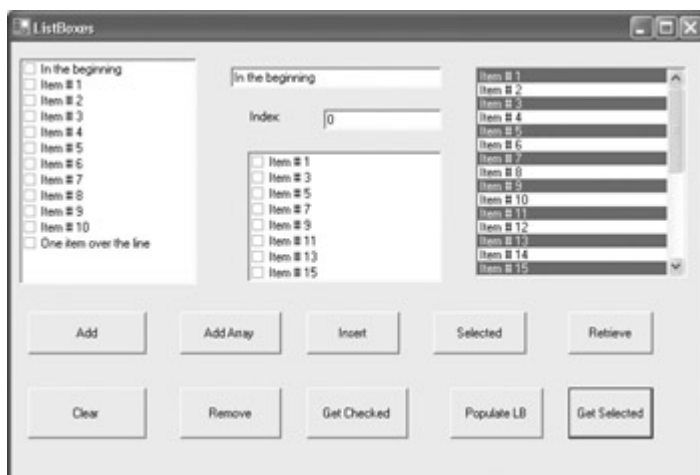 ListBoxes
In the beginning
Item # 1
Item # 2
Item # 3
Item # 4
Item # 5
Item # 6
Item # 7
Item # 8
Item # 9
Item # 10
One item over the line
In the beginning
Index:
0
Item # 1
Item # 3
Item # 5
Item # 7
Item # 9
Item # 11
Item # 13
Item # 15
Item # 1
Item # 2
Item # 3
Item # 4
Item # 5
Item # 6
Item # 7
Item # 8
Item # 9
Item # 10
Item # 11
Item # 12
Item # 13
Item # 14
Item # 15
Add
Add Array
Insert
Selected
Retrieve
Clear
Remove
Get Checked
Populate LB
Get Selected